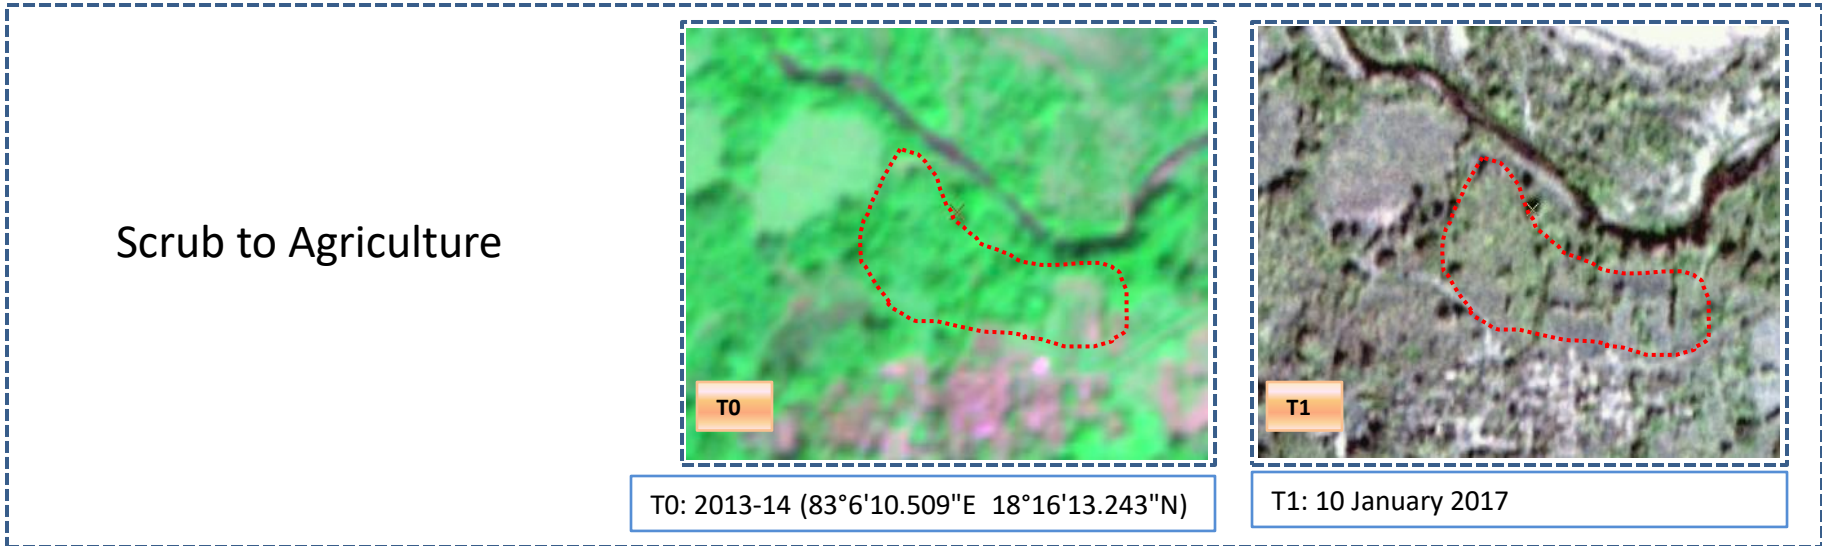 Scrub to Agriculture
T0
T1
T0: 2013-14 (83°6'10.509"E 18°16'13.243"N)
T1: 10 January 2017